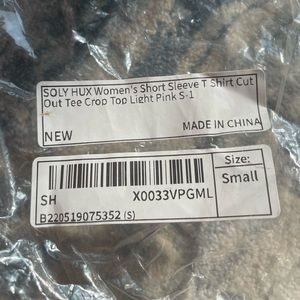 SOLY HUX Women's Short Sleeve T Shirt Cut
Out Tee Crop Top Light Pink S-1
NEW
MADE IN CHINA
SH
X0033VPGML
B220519075352 (S)
Size:
Small